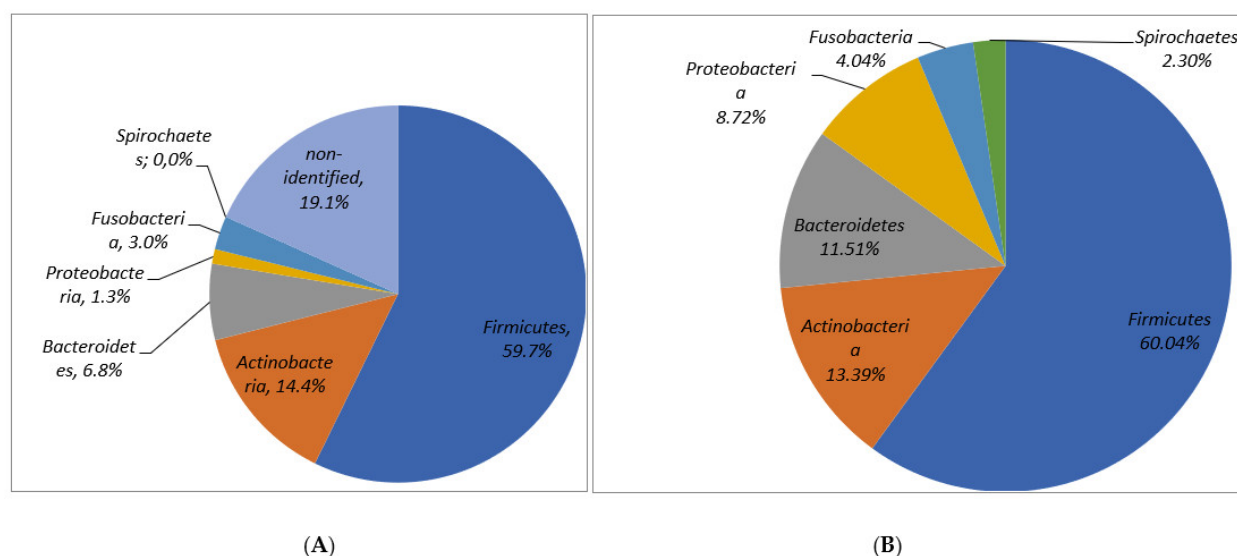 Spirochaete
s; 0,0%
non-
identified,
19.1%
Fusobacteri
a, 3.0%
Proteobacte
ria, 1.3%
Bacteroidet
es, 6.8%
Actinobacte
ria, 14.4%
Firmicutes,
59.7%
(A)
Fusobacteria
4.04%
Spirochaetes
2.30%
Proteobacteri
a
8.72%
Bacteroidetes
11.51%
Actinobacteri
a
13.39%
Firmicutes
60.04%
(B)